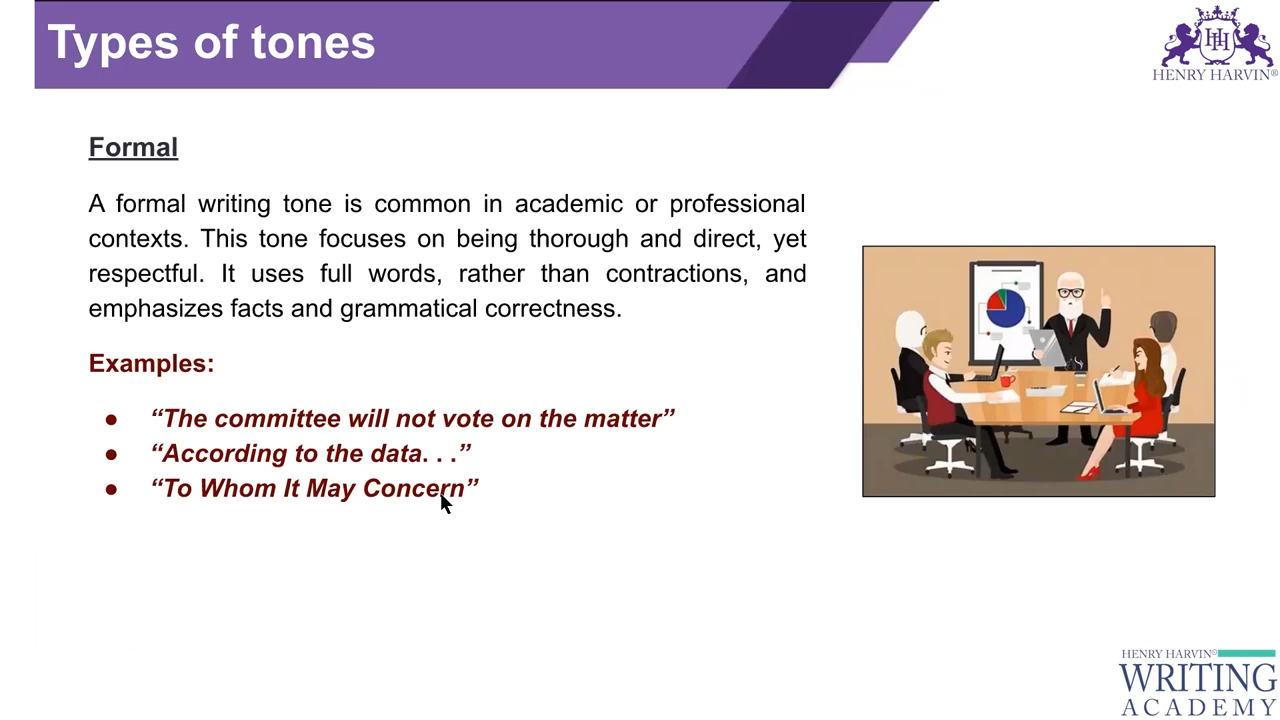 Types of tones
HH
HENRY HARVIN®
Formal
A formal writing tone is common in academic or professional
contexts. This tone focuses on being thorough and direct, yet
respectful. It uses full words, rather than contractions, and
emphasizes facts and grammatical correctness.
Examples:
● “The committee will not vote on the matter”
● “According to the data. . .”
● “To Whom It May Concern”
HENRY HARVIN®
WRITING
ACADEMY